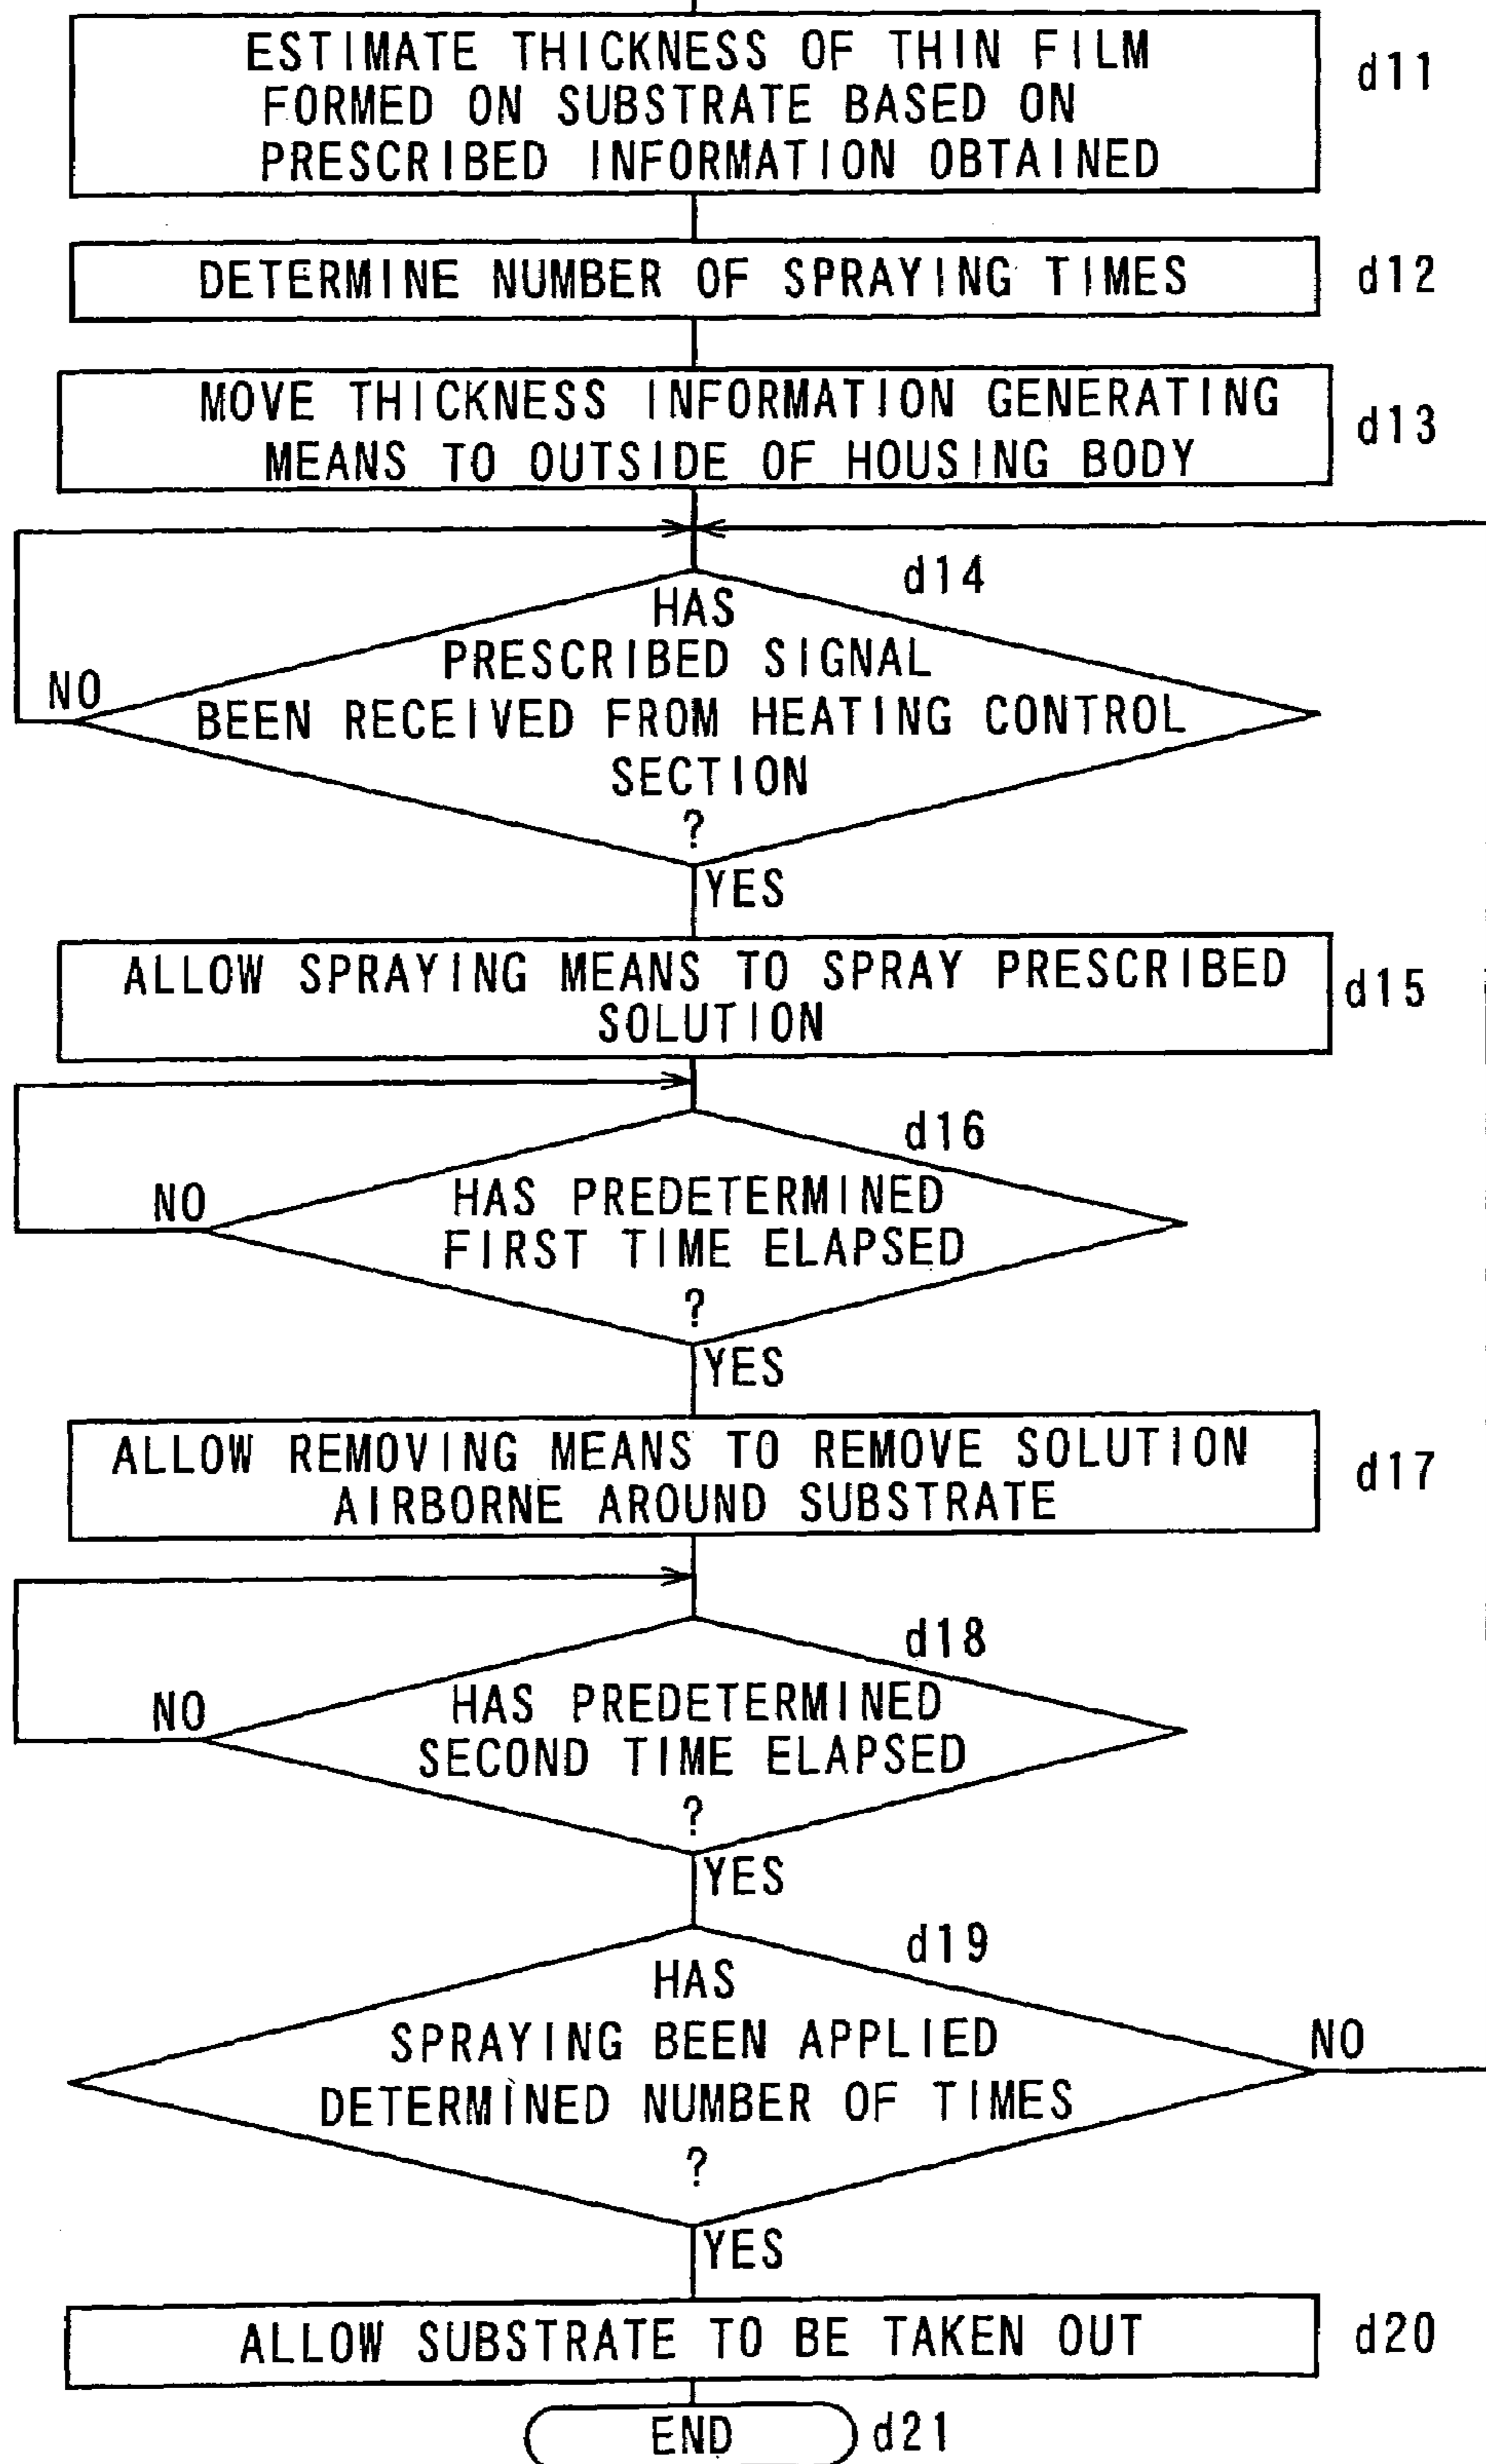 ESTIMATE THICKNESS OF THIN FILM
FORMED ON SUBSTRATE BASED ON
PRESCRIBED INFORMATION OBTAINED
d11
DETERMINE NUMBER OF SPRAYING TIMES
d12
MOVE THICKNESS INFORMATION GENERATING
MEANS TO OUTSIDE OF HOUSING BODY
d13
d14
HAS
PRESCRIBED SIGNAL
NO
BEEN RECEIVED FROM HEATING CONTROL
SECTION
?
YES
ALLOW SPRAYING MEANS TO SPRAY PRESCRIBED
SOLUTION
d15
d16
HAS PREDETERMINED
NO
FIRST TIME ELAPSED
?
YES
ALLOW REMOVING MEANS TO REMOVE SOLUTION
AIRBORNE AROUND SUBSTRATE
d17
d18
HAS PREDETERMINED
NO
SECOND TIME ELAPSED
?
YES
d19
HAS
SPRAYING BEEN APPLIED
NO
DETERMINED NUMBER OF TIMES
?
YES
ALLOW SUBSTRATE TO BE TAKEN OUT
d20
END
d21